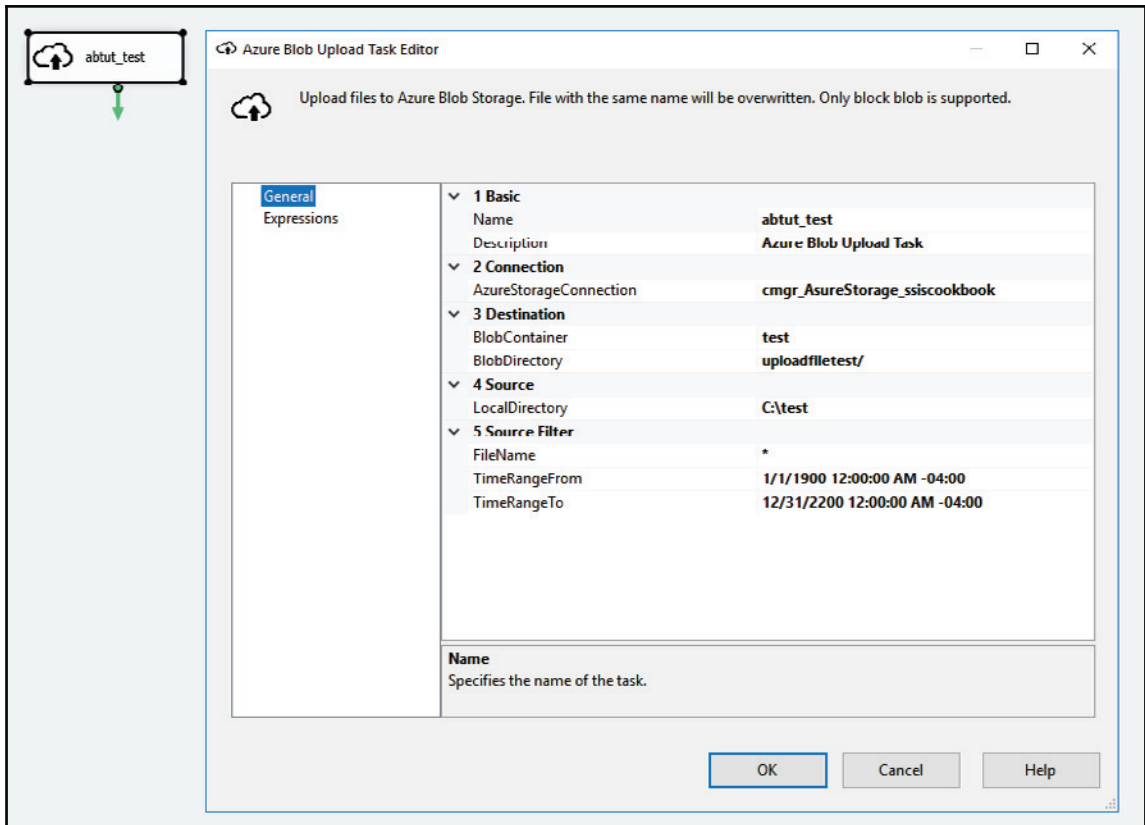 abtut_test
Azure Blob Upload Task Editor
Upload files to Azure Blob Storage. File with the same name will be overwritten. Only block blob is supported.
General
Expressions
1 Basic
Name abtut_test
Description Azure Blob Upload Task
2 Connection
AzureStorageConnection cmgr_AsureStorage_ssiscookbook
3 Destination
BlobContainer test
BlobDirectory uploadfiletest/
4 Source
LocalDirectory C:\test
5 Source Filter
FileName *
TimeRangeFrom 1/1/1900 12:00:00 AM -04:00
TimeRangeTo 12/31/2200 12:00:00 AM -04:00
Name
Specifies the name of the task.
OK Cancel Help